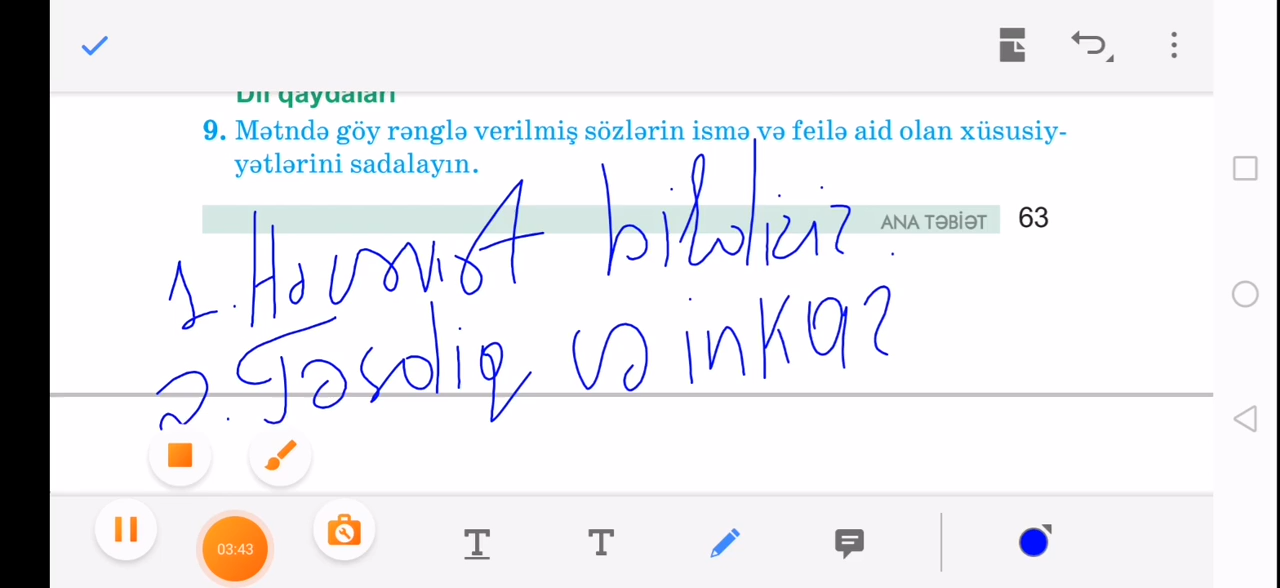 Dil qaydaları
9. Mətndə göy rənglə verilmiş sözlərin ismə və feilə aid olan xüsusiy-
yətlərini sadalayın.
ANA TƏBİƏT 63
1. Hərəkət bildirir.
2. Təsdiq və inkar
03:43
T T